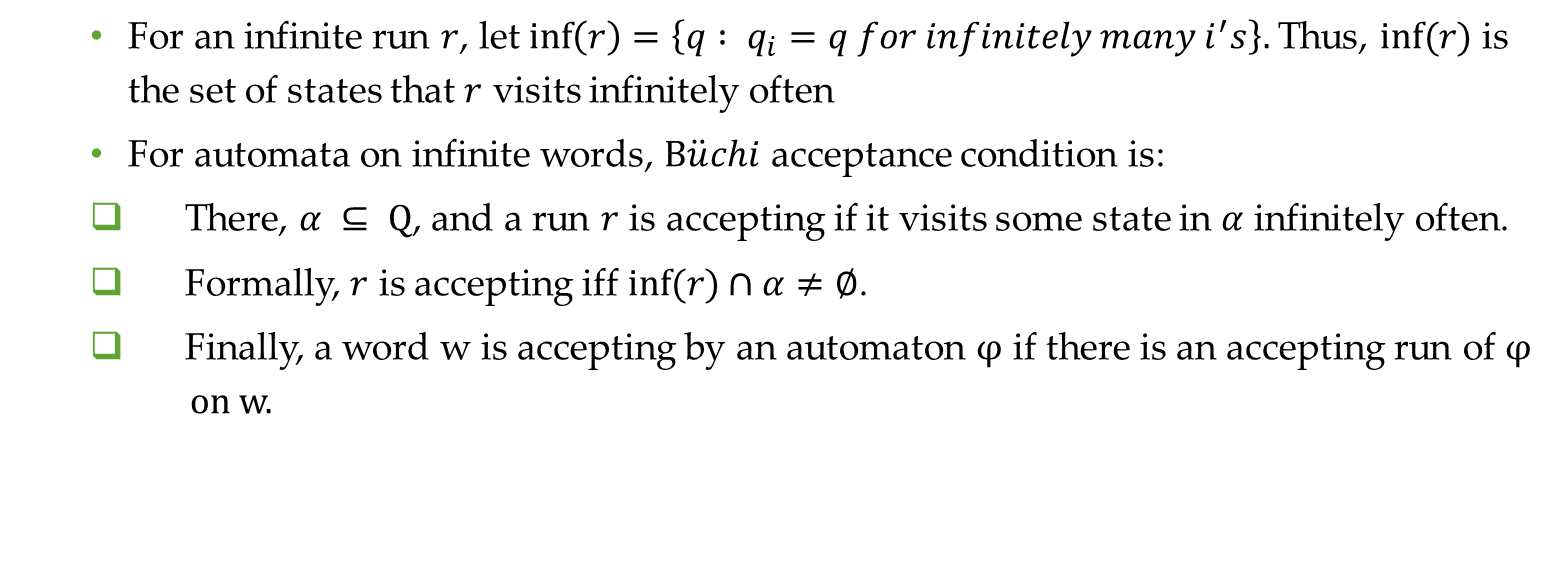 • For an infinite run r, let inf(r) = {q : qᵢ = q for infinitely many i's}. Thus, inf(r) is
the set of states that r visits infinitely often
• For automata on infinite words, Büchi acceptance condition is:
❑ There, α ⊆ Q, and a run r is accepting if it visits some state in α infinitely often.
❑ Formally, r is accepting iff inf(r) ∩ α ≠ ∅.
❑ Finally, a word w is accepting by an automaton φ if there is an accepting run of φ
on w.